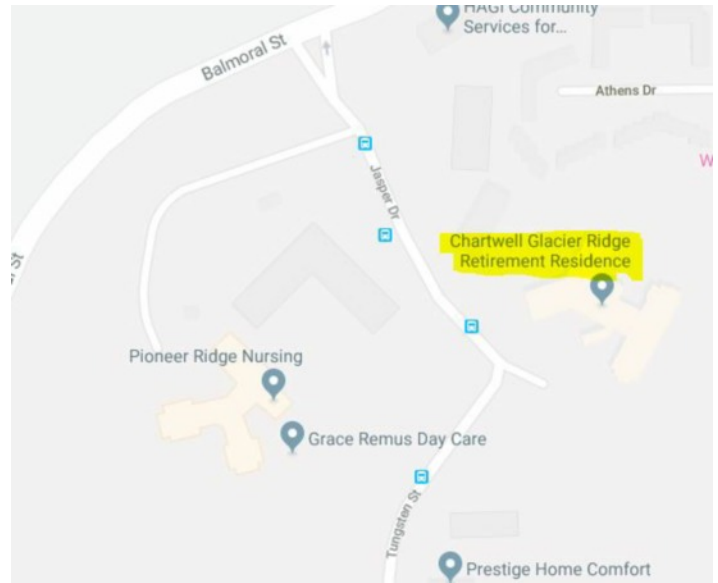 HAGI Community
Services for...
Balmoral St
Athens Dr
W
Jasper Dr
Chartwell Glacier Ridge
Retirement Residence
Pioneer Ridge Nursing
Grace Remus Day Care
Tungsten St
Prestige Home Comfort